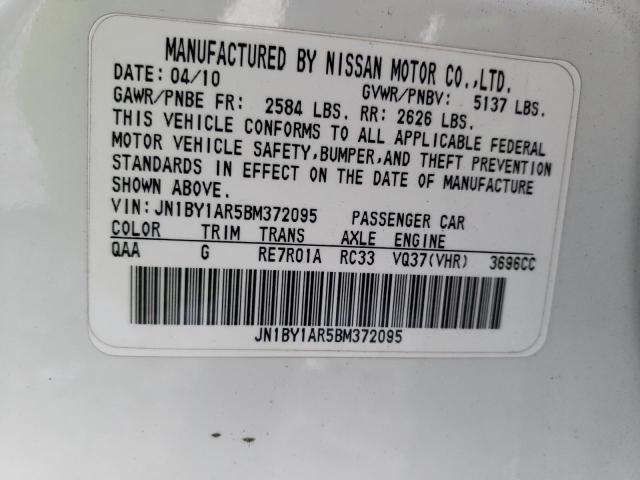 MANUFACTURED BY NISSAN MOTOR CO.,LTD.
DATE: 04/10 GVWR/PNBV: 5137 LBS.
GAWR/PNBE FR: 2584 LBS. RR: 2626 LBS.
THIS VEHICLE CONFORMS TO ALL APPLICABLE FEDERAL
MOTOR VEHICLE SAFETY,BUMPER,AND THEFT PREVENTION
STANDARDS IN EFFECT ON THE DATE OF MANUFACTURE
SHOWN ABOVE.
VIN:JN1BY1AR5BM372095 PASSENGER CAR
COLOR TRIM TRANS AXLE ENGINE
QAA G RE7R01A RC33 VQ37(VHR) 3696CC
JN1BY1AR5BM372095